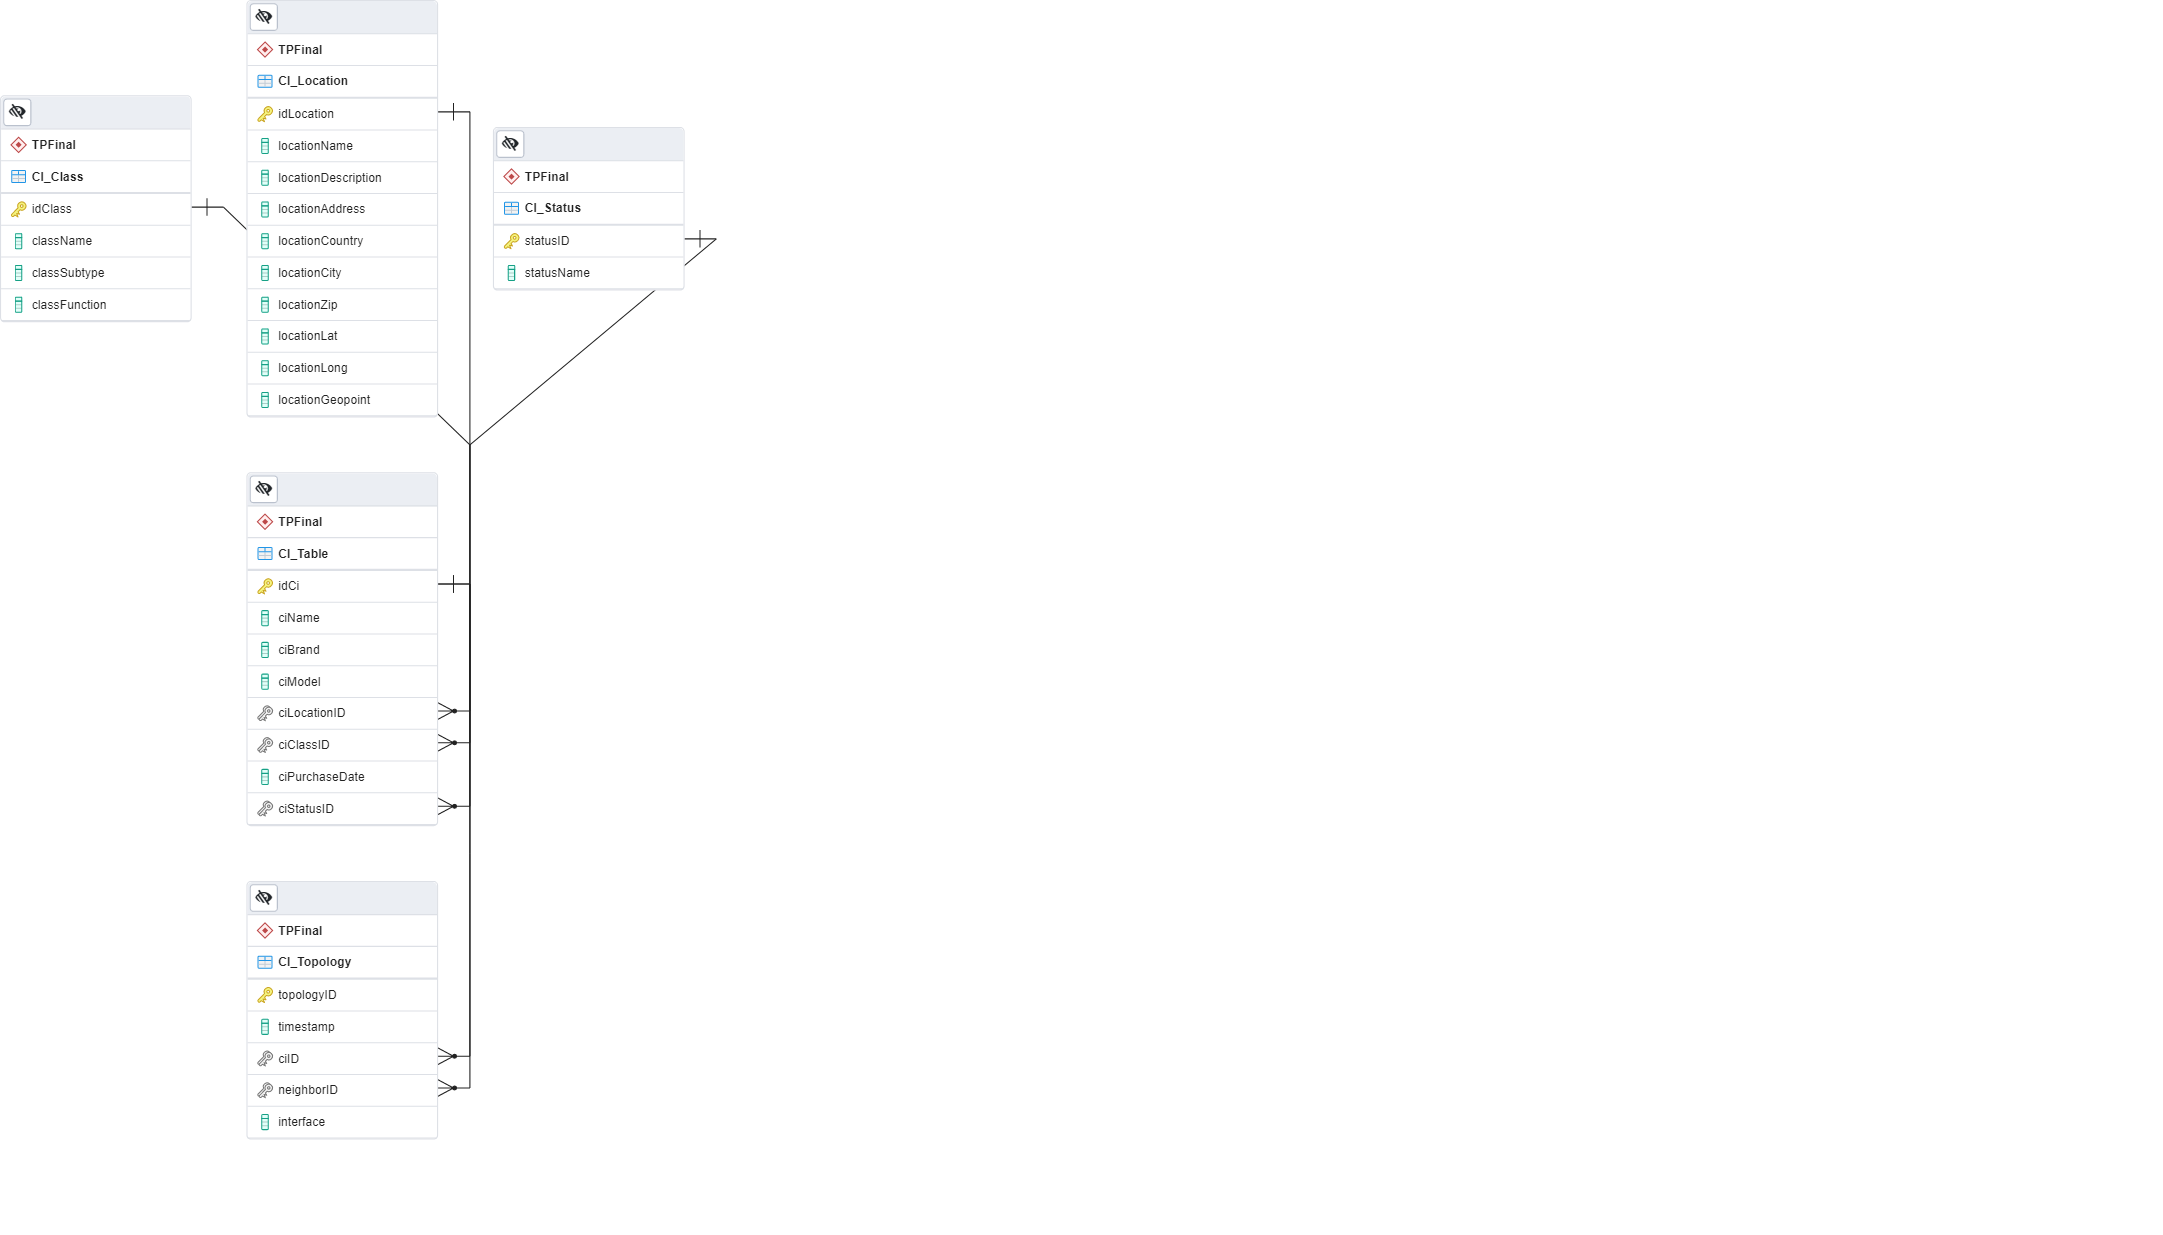 TPFinal
CI_Class
idClass
className
classSubtype
classFunction
TPFinal
CI_Location
idLocation
locationName
locationDescription
locationAddress
locationCountry
locationCity
locationZip
locationLat
locationLong
locationGeopoint
TPFinal
CI_Status
statusID
statusName
TPFinal
CI_Table
idCi
ciName
ciBrand
ciModel
ciLocationID
ciClassID
ciPurchaseDate
ciStatusID
TPFinal
CI_Topology
topologyID
timestamp
ciID
neighborID
interface